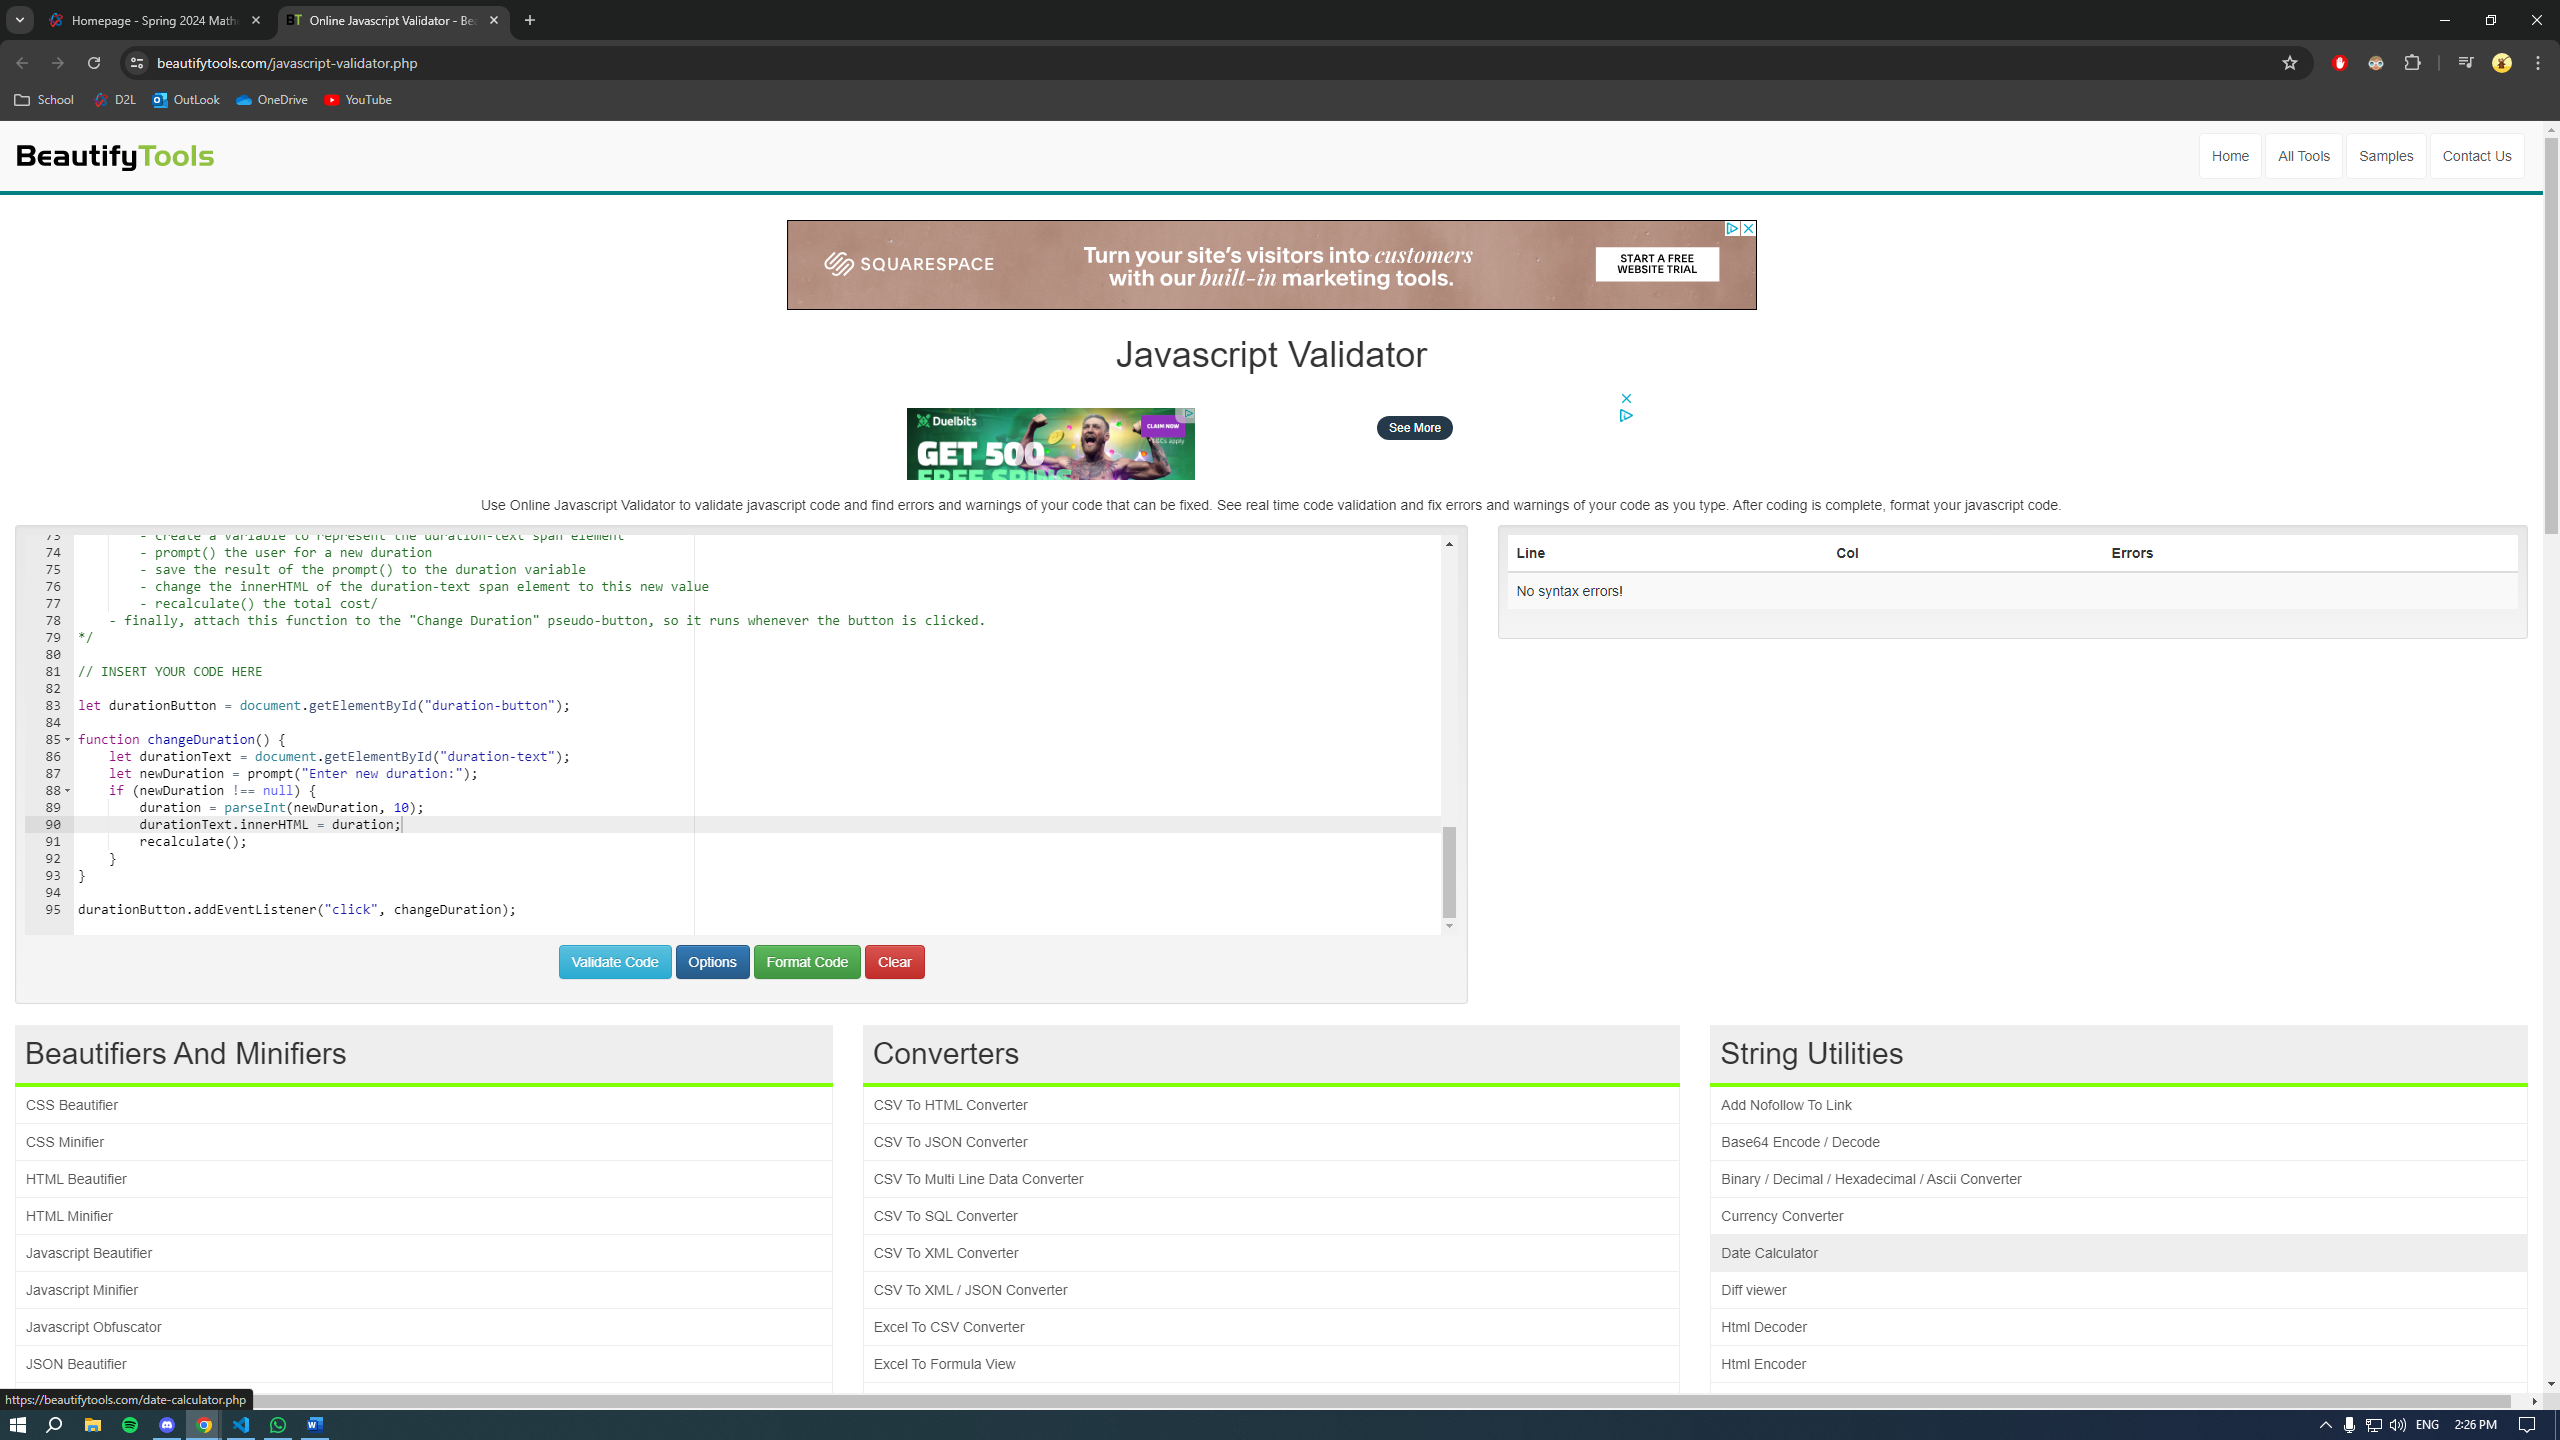 Homepage - Spring 2024 Math
Online Javascript Validator - Be
beautifytools.com/javascript-validator.php
School
D2L
OutLook
OneDrive
YouTube
BeautifyTools
Home
All Tools
Samples
Contact Us
SQUARESPACE
Turn your site's visitors into customers
with our built-in marketing tools.
START A FREE
WEBSITE TRIAL
Javascript Validator
Duelbits
GET 500
FREE SPINS
CLAIM NOW
T&Cs apply
See More
Use Online Javascript Validator to validate javascript code and find errors and warnings of your code that can be fixed. See real time code validation and fix errors and warnings of your code as you type. After coding is complete, format your javascript code.
73 - create a variable to represent the duration-text span element
74 - prompt() the user for a new duration
75 - save the result of the prompt() to the duration variable
76 - change the innerHTML of the duration-text span element to this new value
77 - recalculate() the total cost/
78 - finally, attach this function to the "Change Duration" pseudo-button, so it runs whenever the button is clicked.
79 */
80
81 // INSERT YOUR CODE HERE
82
83 let durationButton = document.getElementById("duration-button");
84
85 function changeDuration() {
86 let durationText = document.getElementById("duration-text");
87 let newDuration = prompt("Enter new duration:");
88 if (newDuration !== null) {
89 duration = parseInt(newDuration, 10);
90 durationText.innerHTML = duration;
91 recalculate();
92 }
93 }
94
95 durationButton.addEventListener("click", changeDuration);
Validate Code
Options
Format Code
Clear
Line Col Errors
No syntax errors!
Beautifiers And Minifiers
CSS Beautifier
CSS Minifier
HTML Beautifier
HTML Minifier
Javascript Beautifier
Javascript Minifier
Javascript Obfuscator
JSON Beautifier
Converters
CSV To HTML Converter
CSV To JSON Converter
CSV To Multi Line Data Converter
CSV To SQL Converter
CSV To XML Converter
CSV To XML / JSON Converter
Excel To CSV Converter
Excel To Formula View
String Utilities
Add Nofollow To Link
Base64 Encode / Decode
Binary / Decimal / Hexadecimal / Ascii Converter
Currency Converter
Date Calculator
Diff viewer
Html Decoder
Html Encoder
https://beautifytools.com/date-calculator.php
ENG
2:26 PM